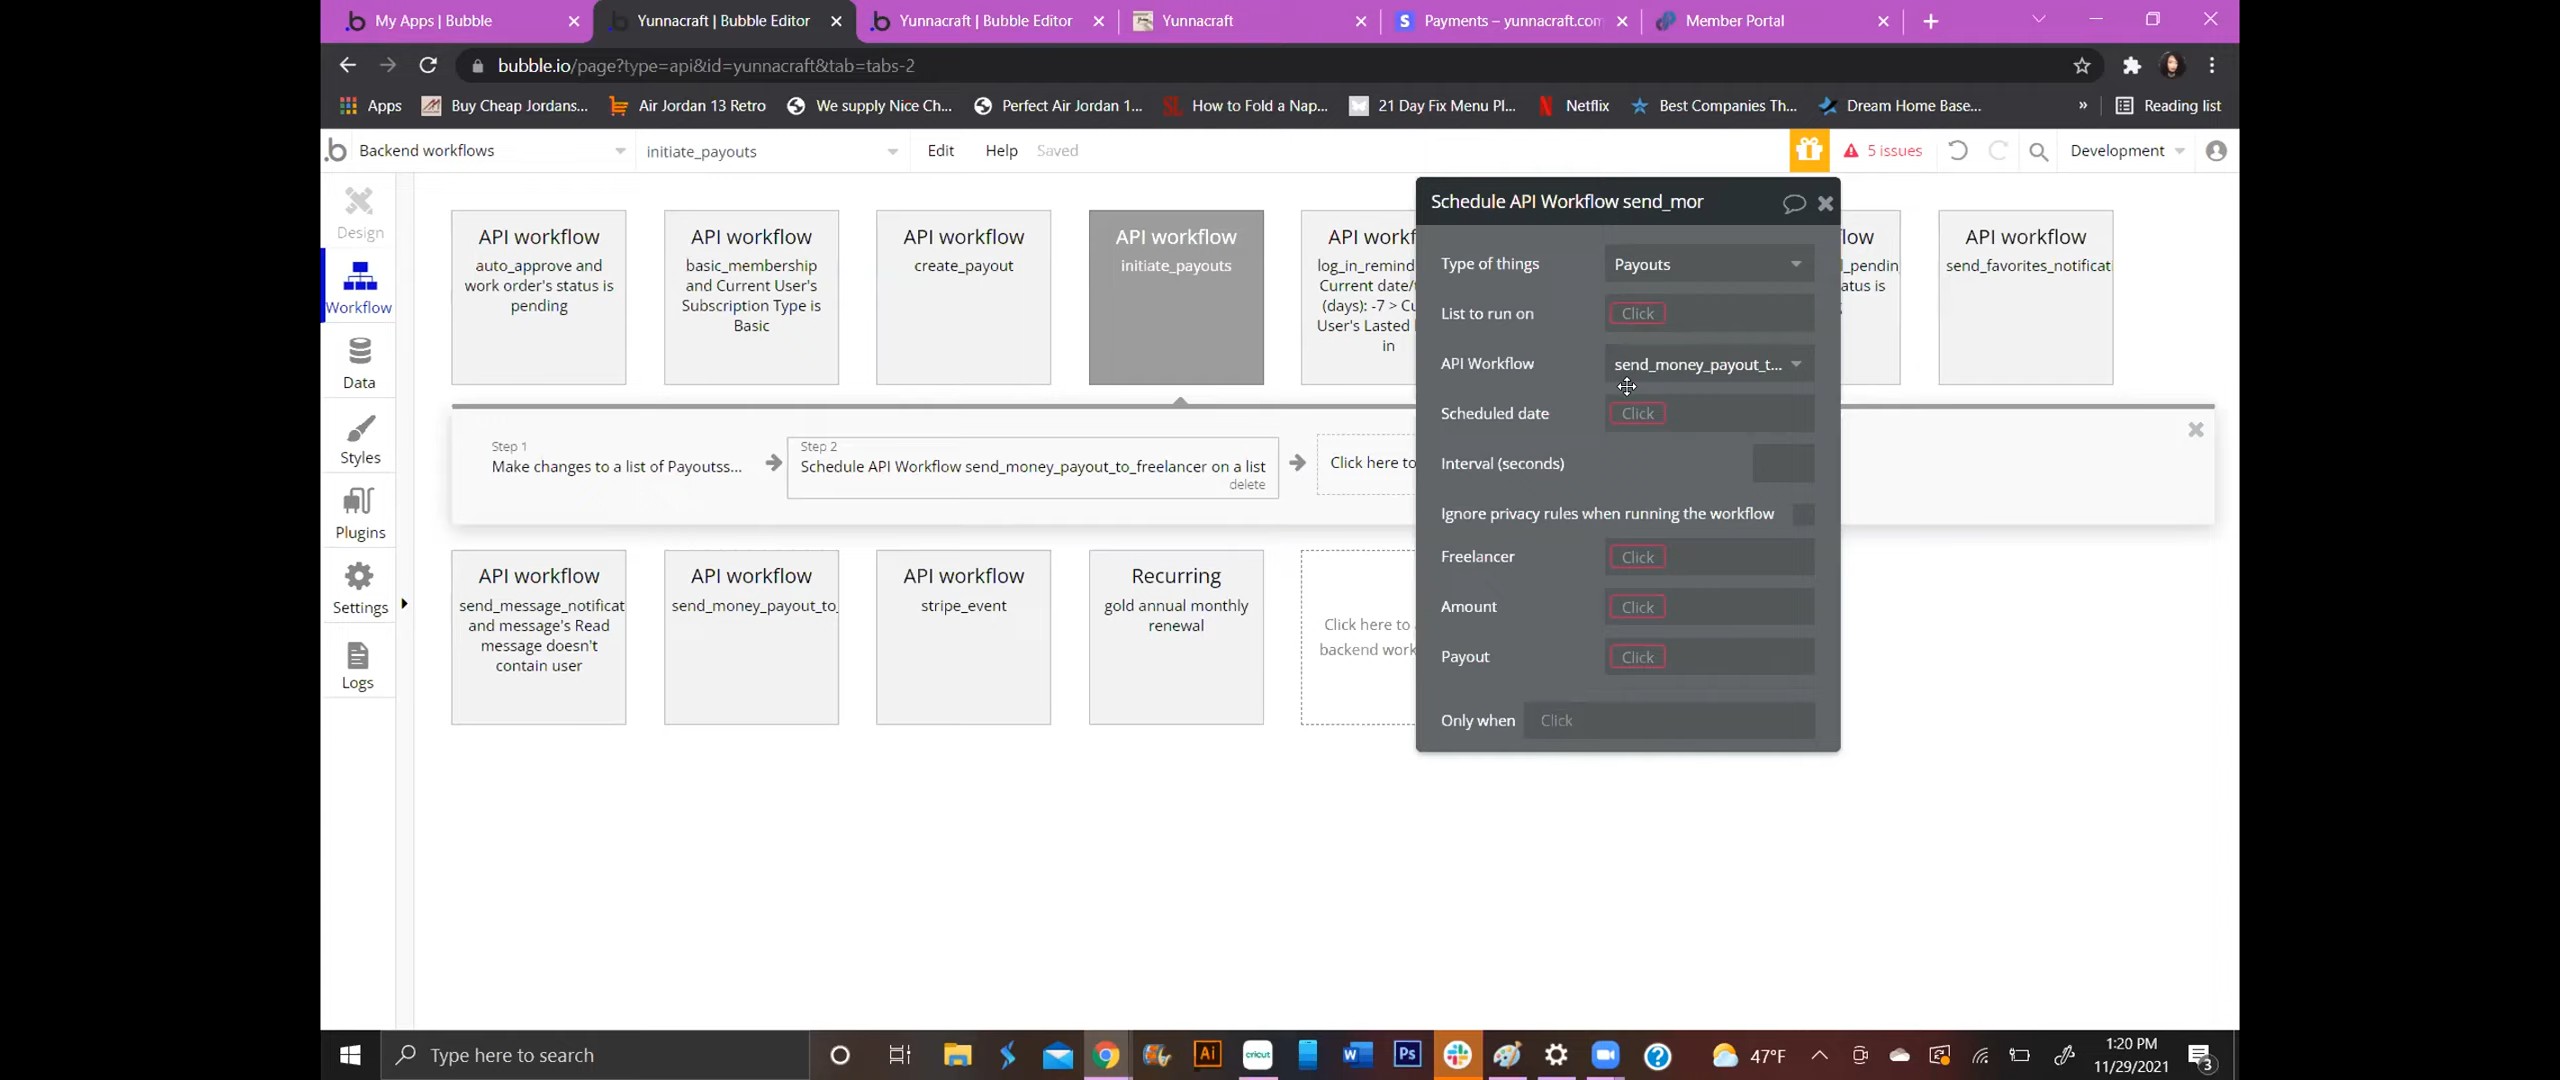 My Apps | Bubble
Yunnacraft | Bubble Editor
Yunnacraft | Bubble Editor
Yunnacraft
Payments – yunnacraft.com
Member Portal
bubble.io/page?type=api&id=yunnacraft&tab=tabs-2
Apps
Buy Cheap Jordans...
Air Jordan 13 Retro
We supply Nice Ch...
Perfect Air Jordan 1...
How to Fold a Nap...
21 Day Fix Menu Pl...
Netflix
Best Companies Th...
Dream Home Base...
»
Reading list
Backend workflows
initiate_payouts
Edit
Help
Saved
5 issues
Development
Design
Workflow
Data
Styles
Plugins
Settings
Logs
API workflow
auto_approve and
work order's status is
pending
API workflow
basic_membership
and Current User's
Subscription Type is
Basic
API workflow
create_payout
API workflow
initiate_payouts
API workfl
log_in_remind
Current date/t
(days): -7 > Cu
User's Lasted l
in
low
_pendin
atus is
API workflow
send_favorites_notificat
Step 1
Make changes to a list of Payoutss...
Step 2
Schedule API Workflow send_money_payout_to_freelancer on a list
delete
Click here to
API workflow
send_message_notificat
and message's Read
message doesn't
contain user
API workflow
send_money_payout_to_
API workflow
stripe_event
Recurring
gold annual monthly
renewal
Click here to
backend work
Schedule API Workflow send_mor
Type of things
Payouts
List to run on
Click
API Workflow
send_money_payout_t...
Scheduled date
Click
Interval (seconds)
Ignore privacy rules when running the workflow
Freelancer
Click
Amount
Click
Payout
Click
Only when
Click
Type here to search
Ai
cricut
W
Ps
47°F
1:20 PM
11/29/2021
3